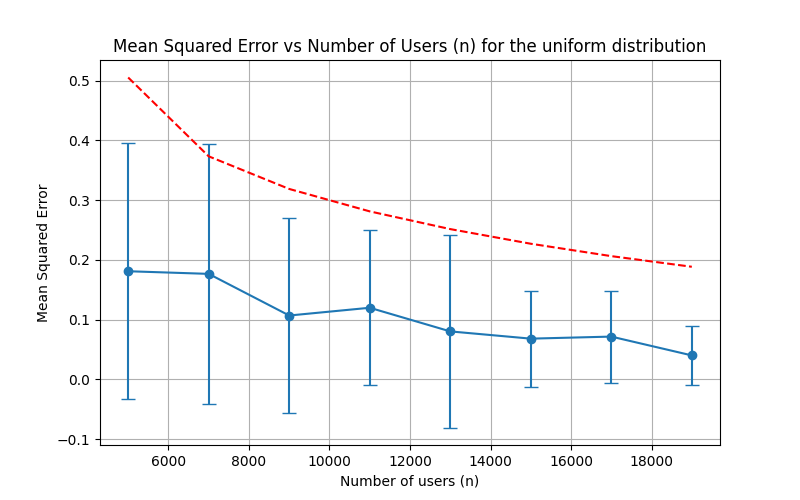 Mean Squared Error vs Number of Users (n) for the uniform distribution
Mean Squared Error
0.5
0.4
0.3
0.2
0.1
0.0
−0.1
6000 8000 10000 12000 14000 16000 18000
Number of users (n)